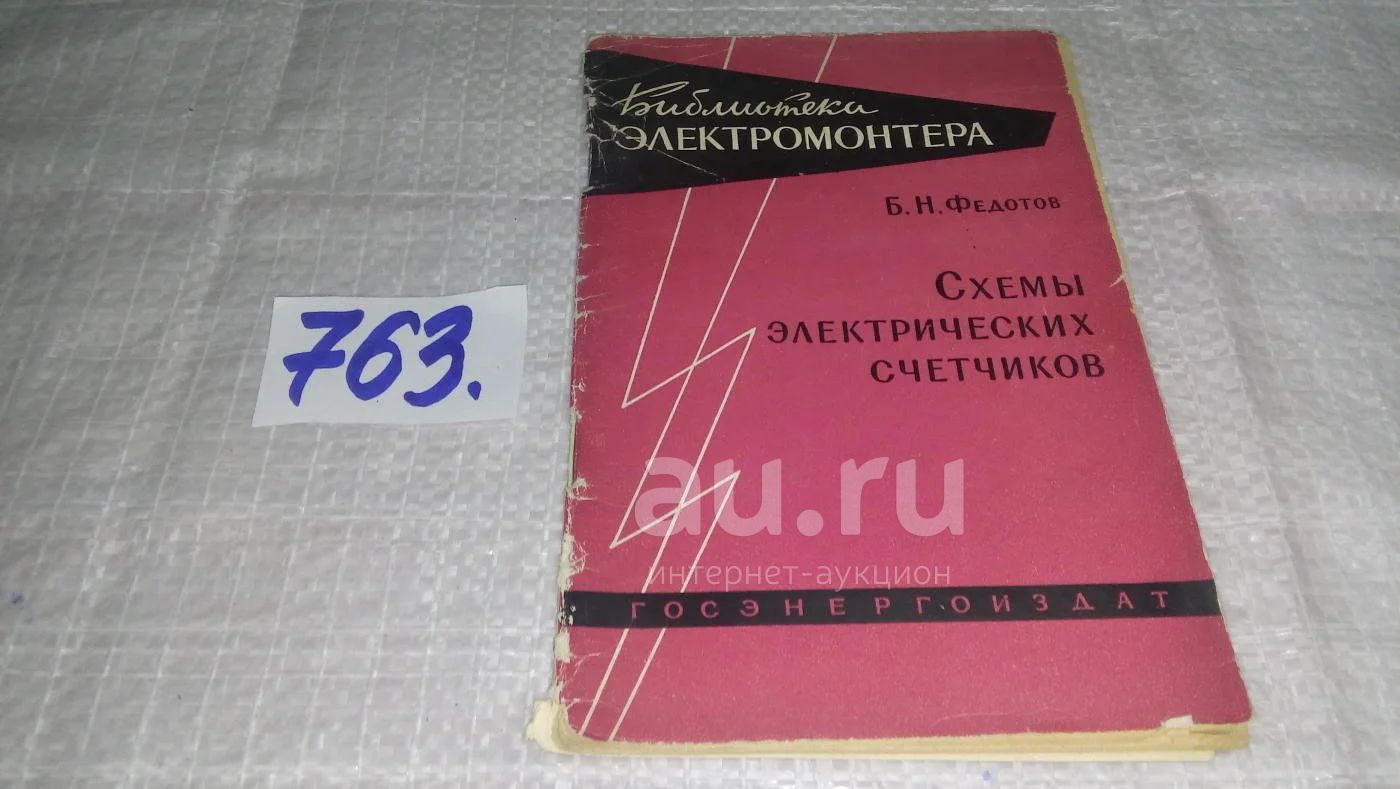 Библиотека
ЭЛЕКТРОМОНТЕРА
Б. Н. ФЕДОТОВ
СХЕМЫ
ЭЛЕКТРИЧЕСКИХ
СЧЕТЧИКОВ
763.
au.ru
интернет-аукцион
ГОСЭНЕРГОИЗДАТ